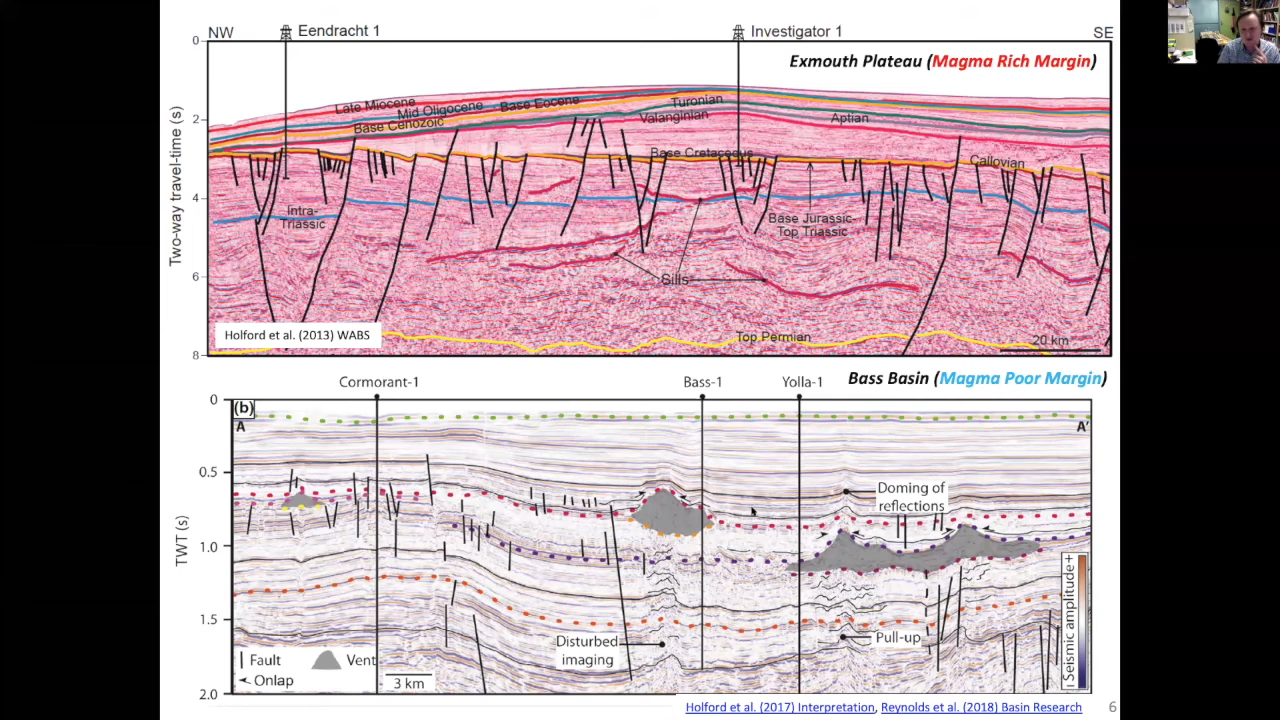 NW
Eendracht 1
Investigator 1
SE
Exmouth Plateau (Magma Rich Margin)
0
2
4
6
8
Two-way travel-time (s)
Late Miocene
Mid Oligocene
Base Eocene
Base Cenozoic
Turonian
Valanginian
Aptian
Base Cretaceous
Callovian
Intra-
Triassic
Base Jurassic-
Top Triassic
Sills
Top Permian
20 km
Holford et al. (2013) WABS
Cormorant-1
Bass-1
Yolla-1
Bass Basin (Magma Poor Margin)
(b)
A
A'
0
0.5
1.0
1.5
2.0
TWT (s)
Doming of
reflections
Disturbed
imaging
Pull-up
Fault
Vent
Onlap
3 km
- Seismic amplitude +
Holford et al. (2017) Interpretation, Reynolds et al. (2018) Basin Research
6